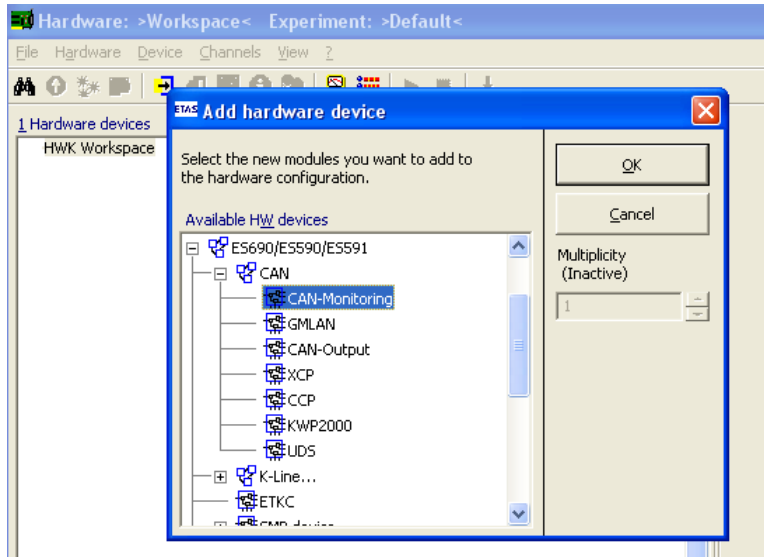 Hardware: >Workspace< Experiment: >Default<
File Hardware Device Channels View ?
ETAS Add hardware device
1 Hardware devices
HWK Workspace
Select the new modules you want to add to
the hardware configuration.
Available HW devices
ES690/ES590/ES591
CAN
CAN-Monitoring
GMLAN
CAN-Output
XCP
CCP
KWP2000
UDS
K-Line...
ETKC
OK
Cancel
Multiplicity
(Inactive)
1